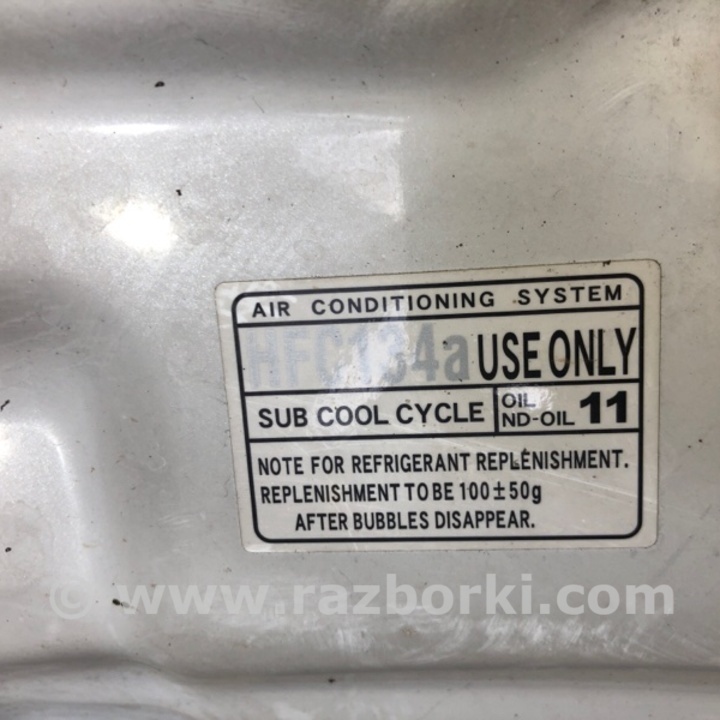 AIR CONDITIONING SYSTEM
HFC134a USE ONLY
SUB COOL CYCLE OIL
ND-OIL 11
NOTE FOR REFRIGERANT REPLENISHMENT.
REPLENISHMENT TO BE 100±50g
AFTER BUBBLES DISAPPEAR.
© www.razborki.com